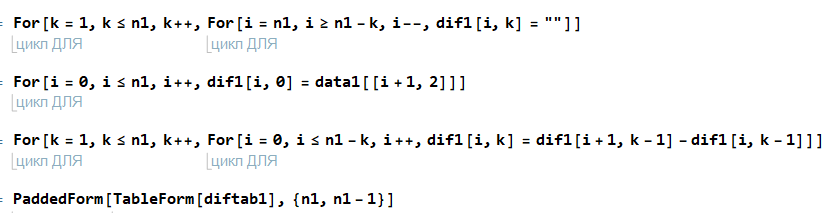 For[k = 1, k ≤ n1, k++, For[i = n1, i ≥ n1 - k, i--, dif1[i, k] = ""]]
цикл ДЛЯ цикл ДЛЯ
For[i = 0, i ≤ n1, i++, dif1[i, 0] = data1[[i + 1, 2]]]
цикл ДЛЯ
For[k = 1, k ≤ n1, k++, For[i = 0, i ≤ n1 - k, i++, dif1[i, k] = dif1[i + 1, k - 1] - dif1[i, k - 1]]]
цикл ДЛЯ цикл ДЛЯ
PaddedForm[TableForm[diftab1], {n1, n1 - 1}]